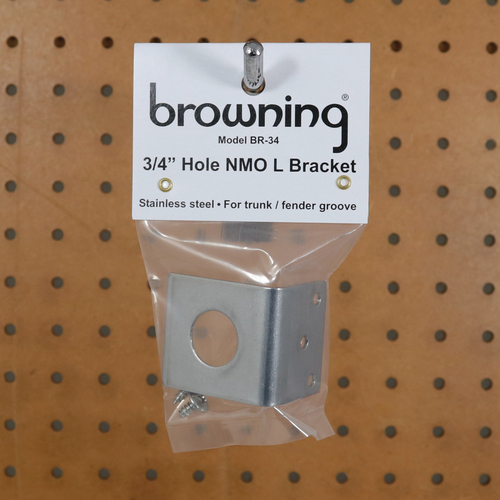 browning®
Model BR-34
3/4” Hole NMO L Bracket
Stainless steel • For trunk / fender groove